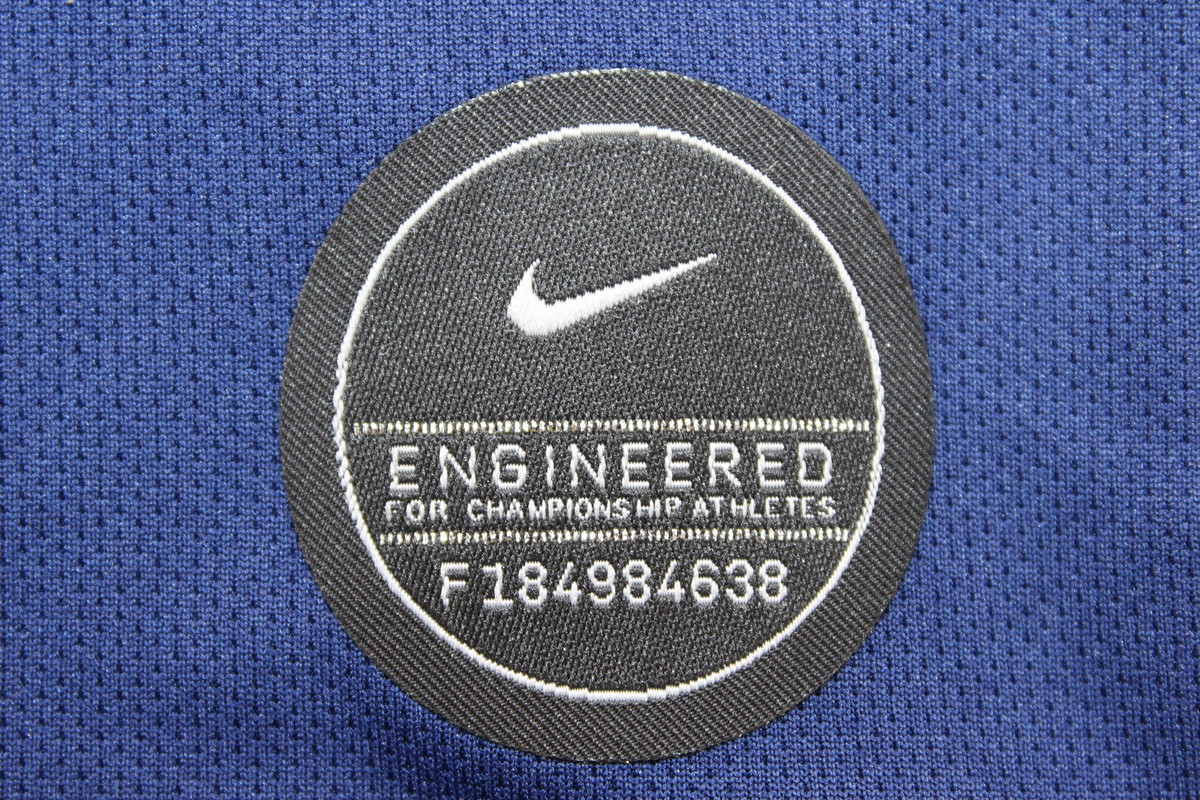 ENGINEERED
FOR CHAMPIONSHIP ATHLETES
F184984638